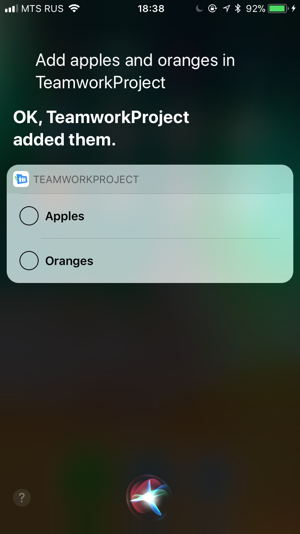 MTS RUS 18:38 92%
Add apples and oranges in
TeamworkProject
OK, TeamworkProject
added them.
TEAMWORKPROJECT
Apples
Oranges
?